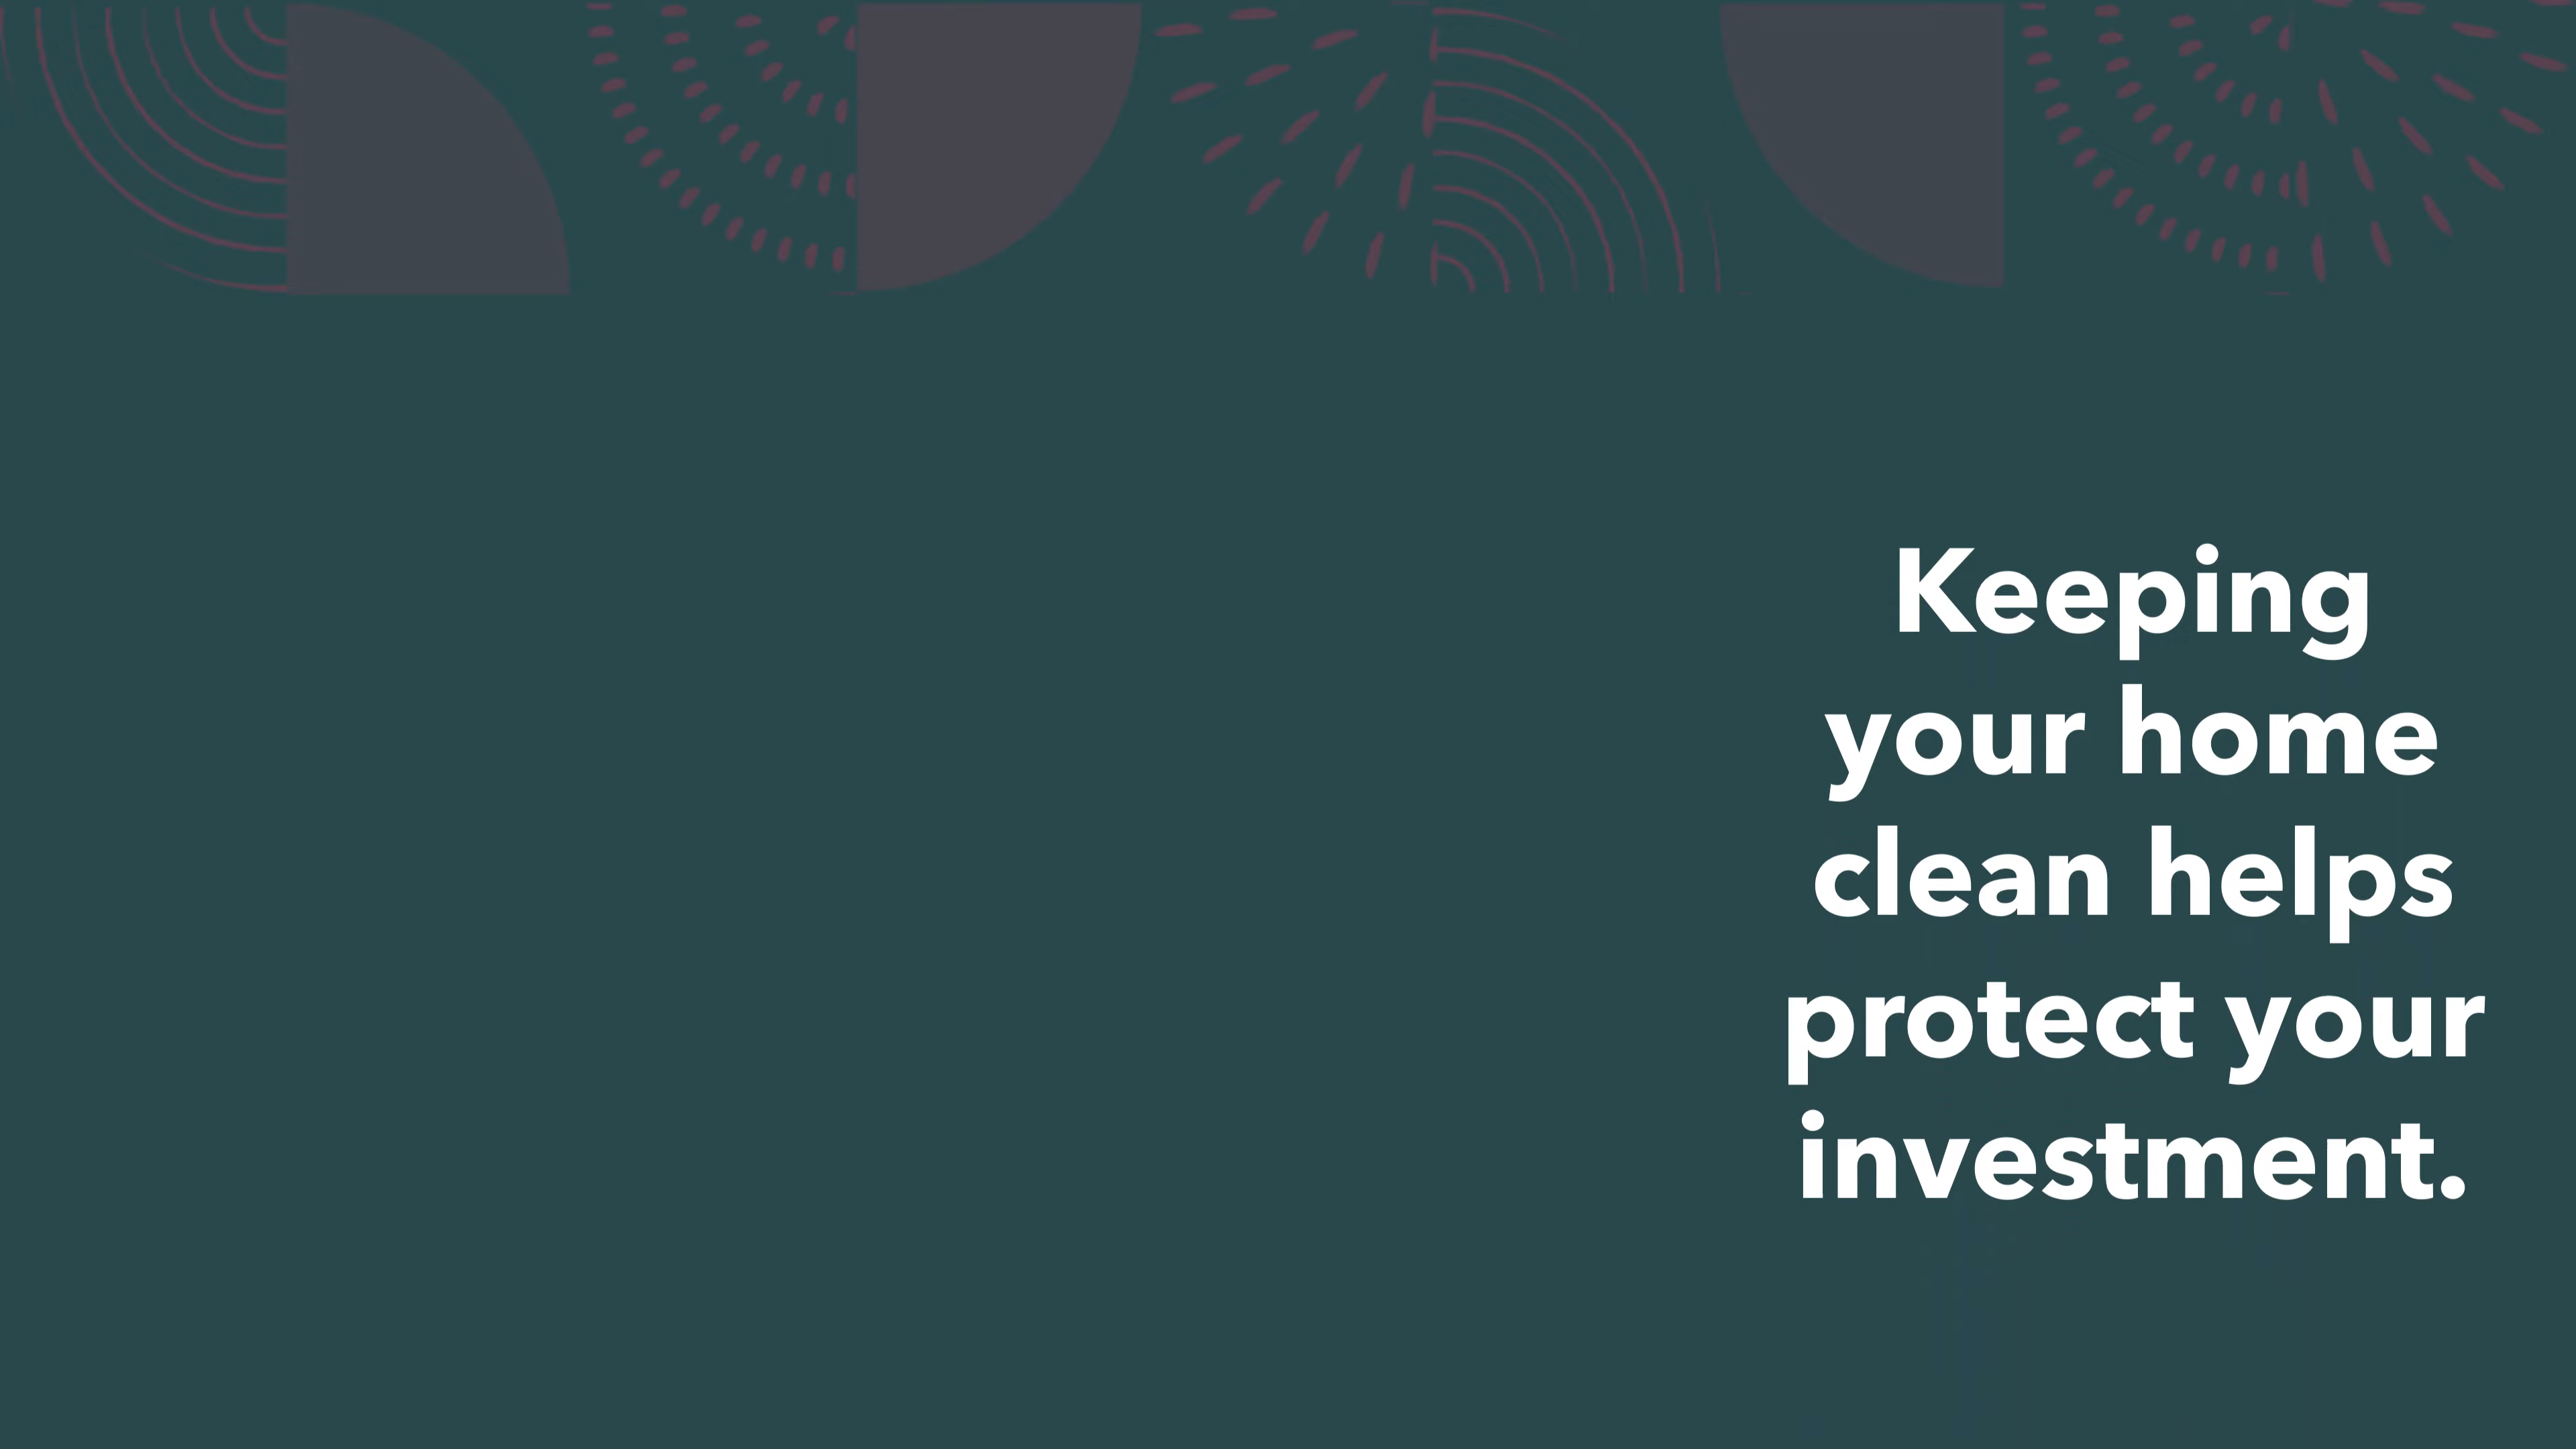 Keeping
your home
clean helps
protect your
investment.